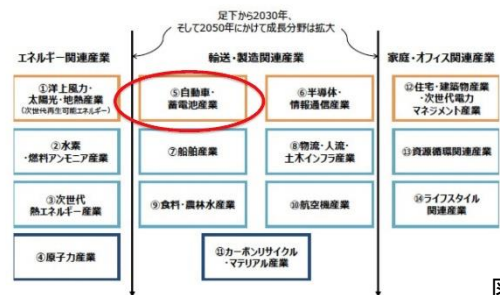 足下から2030年、
そして2050年にかけて成長分野は拡大
エネルギー関連産業
輸送・製造関連産業
家庭・オフィス関連産業
①洋上風力・
太陽光・地熱産業
(次世代再生可能エネルギー)
⑤自動車・
蓄電池産業
⑥半導体・
情報通信産業
⑫住宅・建築物産業
・次世代電力
マネジメント産業
②水素
・燃料アンモニア産業
⑦船舶産業
⑧物流・人流・
土木インフラ産業
⑬資源循環関連産業
③次世代
熱エネルギー産業
⑨食料・農林水産業
⑩航空機産業
⑭ライフスタイル
関連産業
④原子力産業
⑪カーボンリサイクル
・マテリアル産業